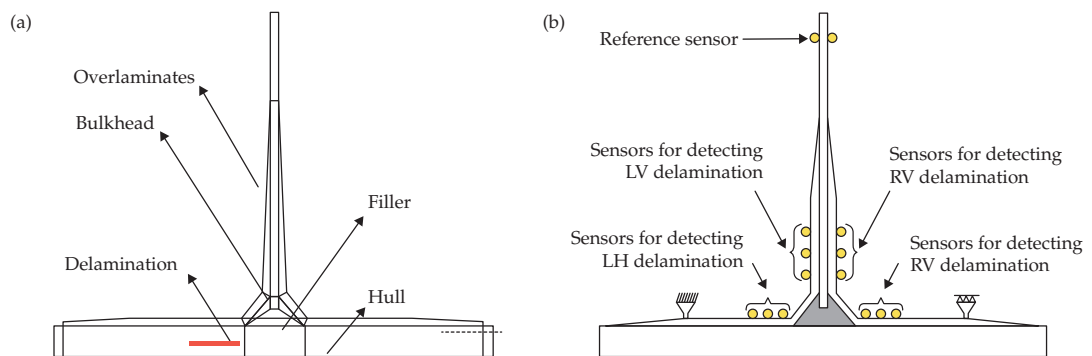 (a)
Overlaminates
Bulkhead
Filler
Delamination
Hull
(b)
Reference sensor
Sensors for detecting
LV delamination
Sensors for detecting
RV delamination
Sensors for detecting
LH delamination
Sensors for detecting
RV delamination